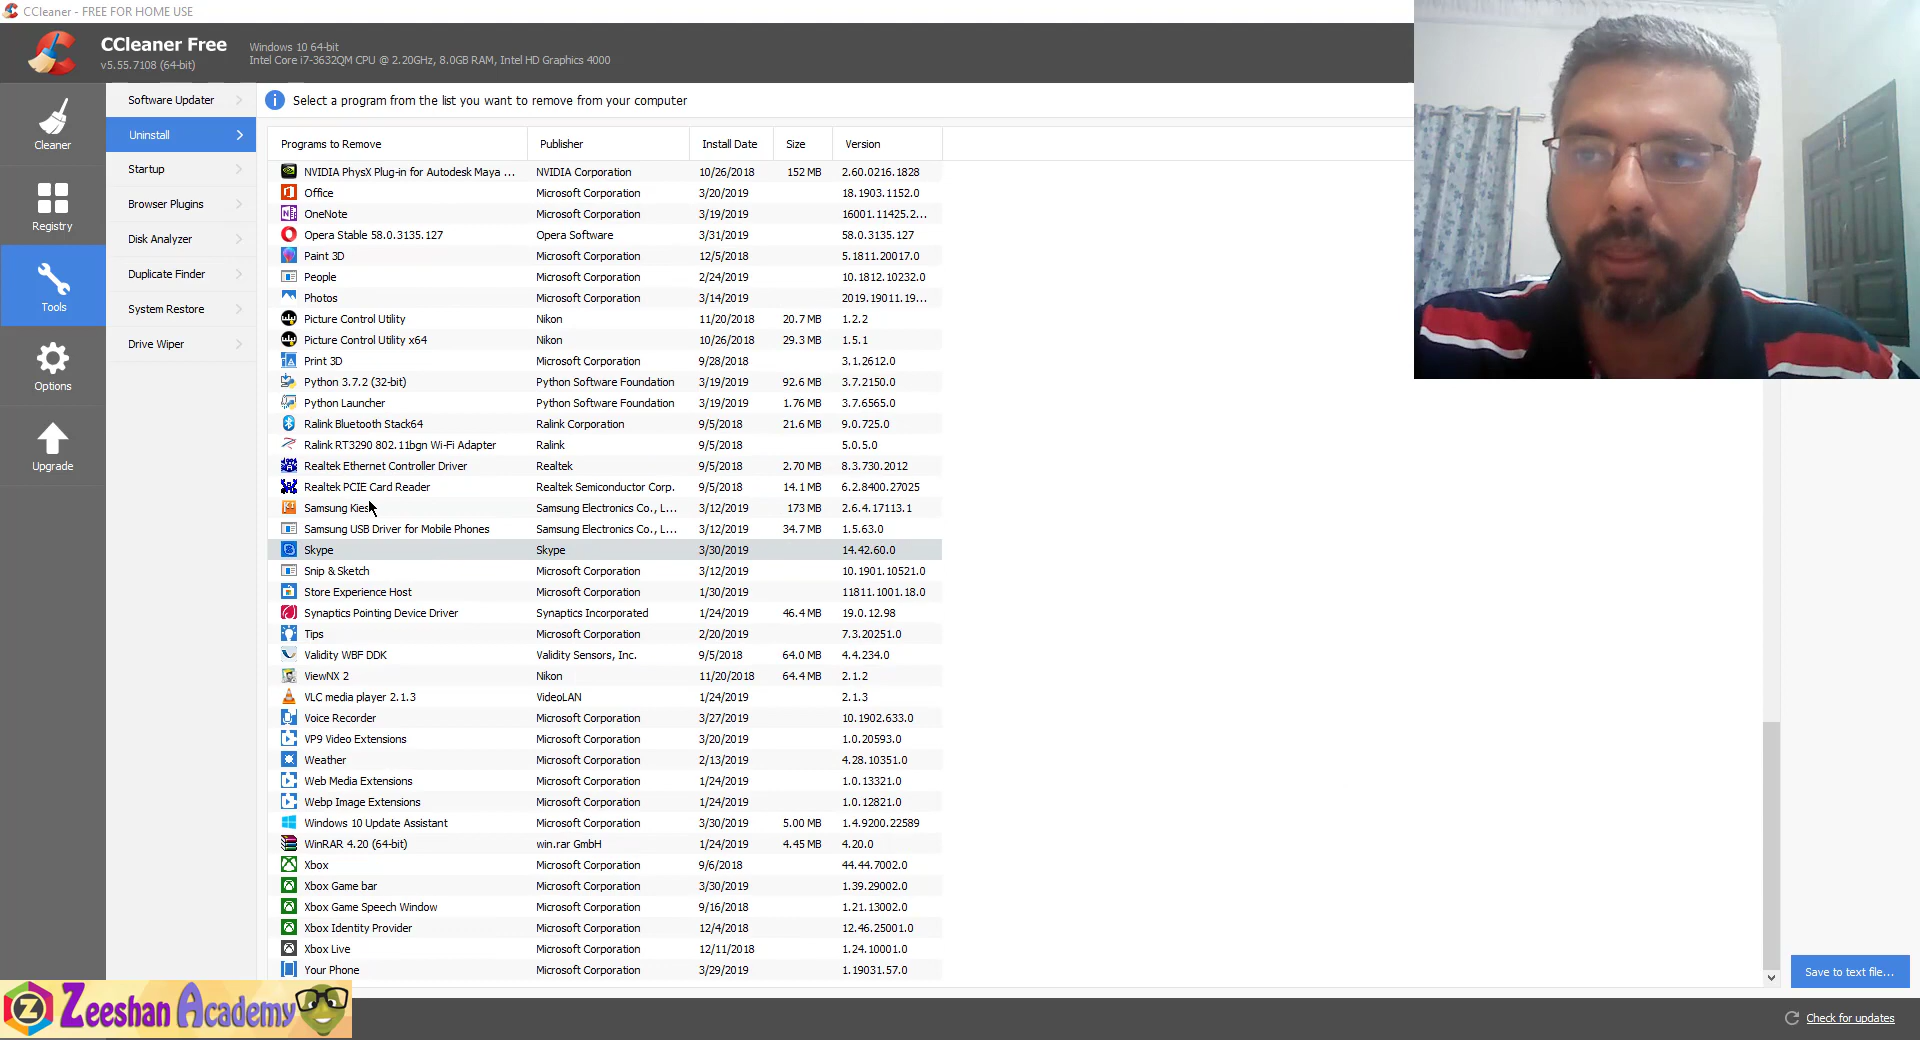 CCleaner - FREE FOR HOME USE
CCleaner Free
v5.55.7108 (64-bit)
Windows 10 64-bit
Intel Core i7-3632QM CPU @ 2.20GHz, 8.0GB RAM, Intel HD Graphics 4000
Cleaner
Registry
Tools
Options
Upgrade
Software Updater
Uninstall
Startup
Browser Plugins
Disk Analyzer
Duplicate Finder
System Restore
Drive Wiper
Select a program from the list you want to remove from your computer
Programs to Remove Publisher Install Date Size Version
NVIDIA PhysX Plug-in for Autodesk Maya ... NVIDIA Corporation 10/26/2018 152 MB 2.60.0216.1828
Office Microsoft Corporation 3/20/2019 18.1903.1152.0
OneNote Microsoft Corporation 3/19/2019 16001.11425.2...
Opera Stable 58.0.3135.127 Opera Software 3/31/2019 58.0.3135.127
Paint 3D Microsoft Corporation 12/5/2018 5.1811.20017.0
People Microsoft Corporation 2/24/2019 10.1812.10232.0
Photos Microsoft Corporation 3/14/2019 2019.19011.19...
Picture Control Utility Nikon 11/20/2018 20.7 MB 1.2.2
Picture Control Utility x64 Nikon 10/26/2018 29.3 MB 1.5.1
Print 3D Microsoft Corporation 9/28/2018 3.1.2612.0
Python 3.7.2 (32-bit) Python Software Foundation 3/19/2019 92.6 MB 3.7.2150.0
Python Launcher Python Software Foundation 3/19/2019 1.76 MB 3.7.6565.0
Ralink Bluetooth Stack64 Ralink Corporation 9/5/2018 21.6 MB 9.0.725.0
Ralink RT3290 802.11bgn Wi-Fi Adapter Ralink 9/5/2018 5.0.5.0
Realtek Ethernet Controller Driver Realtek 9/5/2018 2.70 MB 8.3.730.2012
Realtek PCIE Card Reader Realtek Semiconductor Corp. 9/5/2018 14.1 MB 6.2.8400.27025
Samsung Kies Samsung Electronics Co., L... 3/12/2019 173 MB 2.6.4.17113.1
Samsung USB Driver for Mobile Phones Samsung Electronics Co., L... 3/12/2019 34.7 MB 1.5.63.0
Skype Skype 3/30/2019 14.42.60.0
Snip & Sketch Microsoft Corporation 3/12/2019 10.1901.10521.0
Store Experience Host Microsoft Corporation 1/30/2019 11811.1001.18.0
Synaptics Pointing Device Driver Synaptics Incorporated 1/24/2019 46.4 MB 19.0.12.98
Tips Microsoft Corporation 2/20/2019 7.3.20251.0
Validity WBF DDK Validity Sensors, Inc. 9/5/2018 64.0 MB 4.4.234.0
ViewNX 2 Nikon 11/20/2018 64.4 MB 2.1.2
VLC media player 2.1.3 VideoLAN 1/24/2019 2.1.3
Voice Recorder Microsoft Corporation 3/27/2019 10.1902.633.0
VP9 Video Extensions Microsoft Corporation 3/20/2019 1.0.20593.0
Weather Microsoft Corporation 2/13/2019 4.28.10351.0
Web Media Extensions Microsoft Corporation 1/24/2019 1.0.13321.0
Webp Image Extensions Microsoft Corporation 1/24/2019 1.0.12821.0
Windows 10 Update Assistant Microsoft Corporation 3/30/2019 5.00 MB 1.4.9200.22589
WinRAR 4.20 (64-bit) win.rar GmbH 1/24/2019 4.45 MB 4.20.0
Xbox Microsoft Corporation 9/6/2018 44.44.7002.0
Xbox Game bar Microsoft Corporation 3/30/2019 1.39.29002.0
Xbox Game Speech Window Microsoft Corporation 9/16/2018 1.21.13002.0
Xbox Identity Provider Microsoft Corporation 12/4/2018 12.46.25001.0
Xbox Live Microsoft Corporation 12/11/2018 1.24.10001.0
Your Phone Microsoft Corporation 3/29/2019 1.19031.57.0
Save to text file...
Z Zeeshan Academy
Check for updates